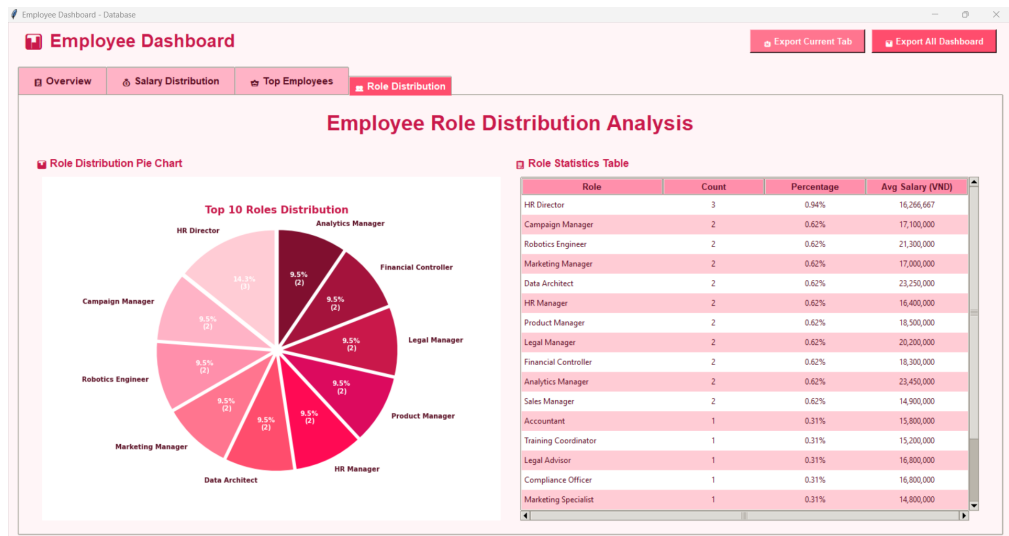 Employee Dashboard - Database
Employee Dashboard
Export Current Tab
Export All Dashboard
Overview
Salary Distribution
Top Employees
Role Distribution
Employee Role Distribution Analysis
Role Distribution Pie Chart
Top 10 Roles Distribution
HR Director
Analytics Manager
14.3%
(3)
9.5%
(2)
Financial Controller
9.5%
(2)
Campaign Manager
9.5%
(2)
Legal Manager
9.5%
(2)
Robotics Engineer
9.5%
(2)
Product Manager
9.5%
(2)
Marketing Manager
9.5%
(2)
HR Manager
9.5%
(2)
Data Architect
9.5%
(2)
Role Statistics Table
Role Count Percentage Avg Salary (VND)
HR Director 3 0.94% 16,266,667
Campaign Manager 2 0.62% 17,100,000
Robotics Engineer 2 0.62% 21,300,000
Marketing Manager 2 0.62% 17,000,000
Data Architect 2 0.62% 23,250,000
HR Manager 2 0.62% 16,400,000
Product Manager 2 0.62% 18,500,000
Legal Manager 2 0.62% 20,200,000
Financial Controller 2 0.62% 18,300,000
Analytics Manager 2 0.62% 23,450,000
Sales Manager 2 0.62% 14,900,000
Accountant 1 0.31% 15,800,000
Training Coordinator 1 0.31% 15,200,000
Legal Advisor 1 0.31% 16,800,000
Compliance Officer 1 0.31% 16,800,000
Marketing Specialist 1 0.31% 14,800,000